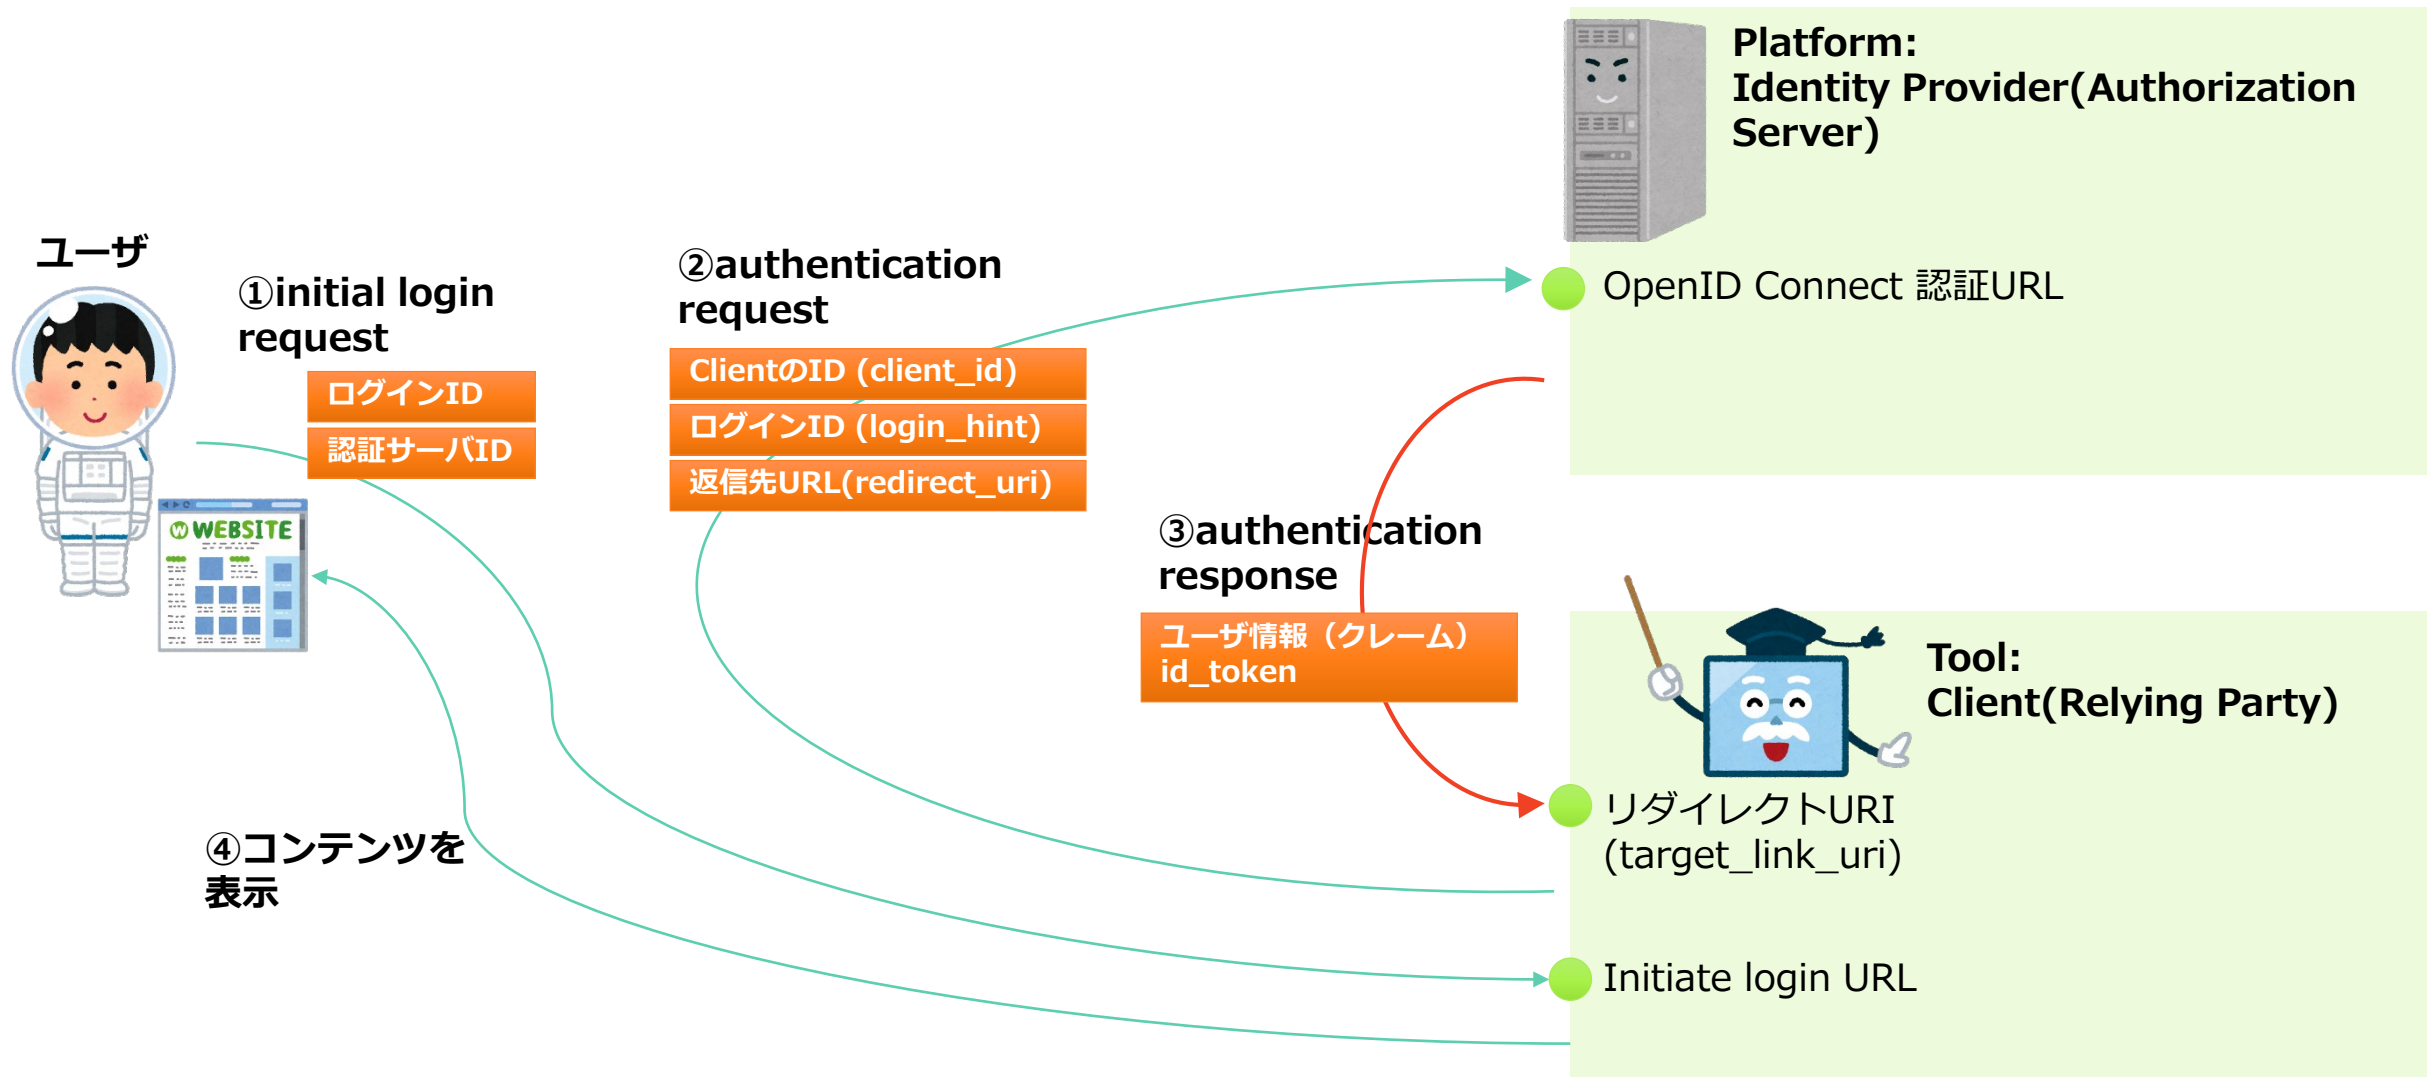 Platform:
Identity Provider(Authorization
Server)
ユーザ
①initial login
request
ログインID
認証サーバID
②authentication
request
ClientのID (client_id)
ログインID (login_hint)
返信先URL(redirect_uri)
OpenID Connect 認証URL
WEBSITE
③authentication
response
ユーザ情報（クレーム）
id_token
Tool:
Client(Relying Party)
リダイレクトURI
(target_link_uri)
④コンテンツを
表示
Initiate login URL